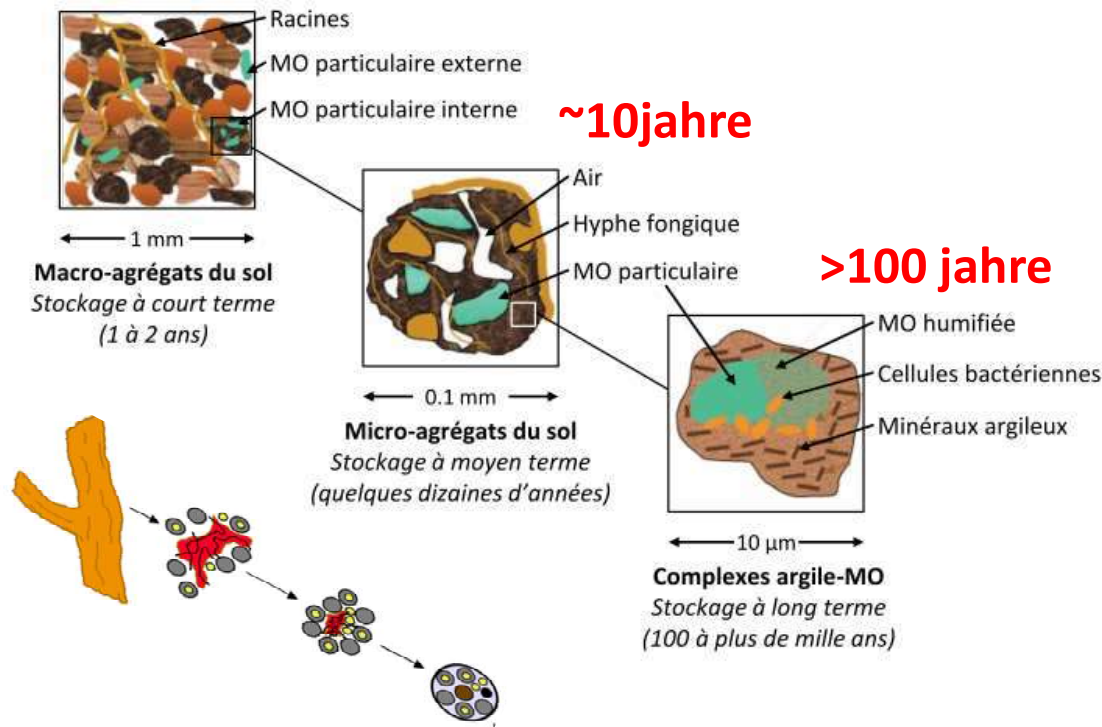 Racines
MO particulaire externe
MO particulaire interne
1 mm
Macro-agrégats du sol
Stockage à court terme
(1 à 2 ans)
~10jahre
Air
Hyphe fongique
MO particulaire
0.1 mm
Micro-agrégats du sol
Stockage à moyen terme
(quelques dizaines d'années)
>100 jahre
MO humifiée
Cellules bactériennes
Minéraux argileux
10 µm
Complexes argile-MO
Stockage à long terme
(100 à plus de mille ans)